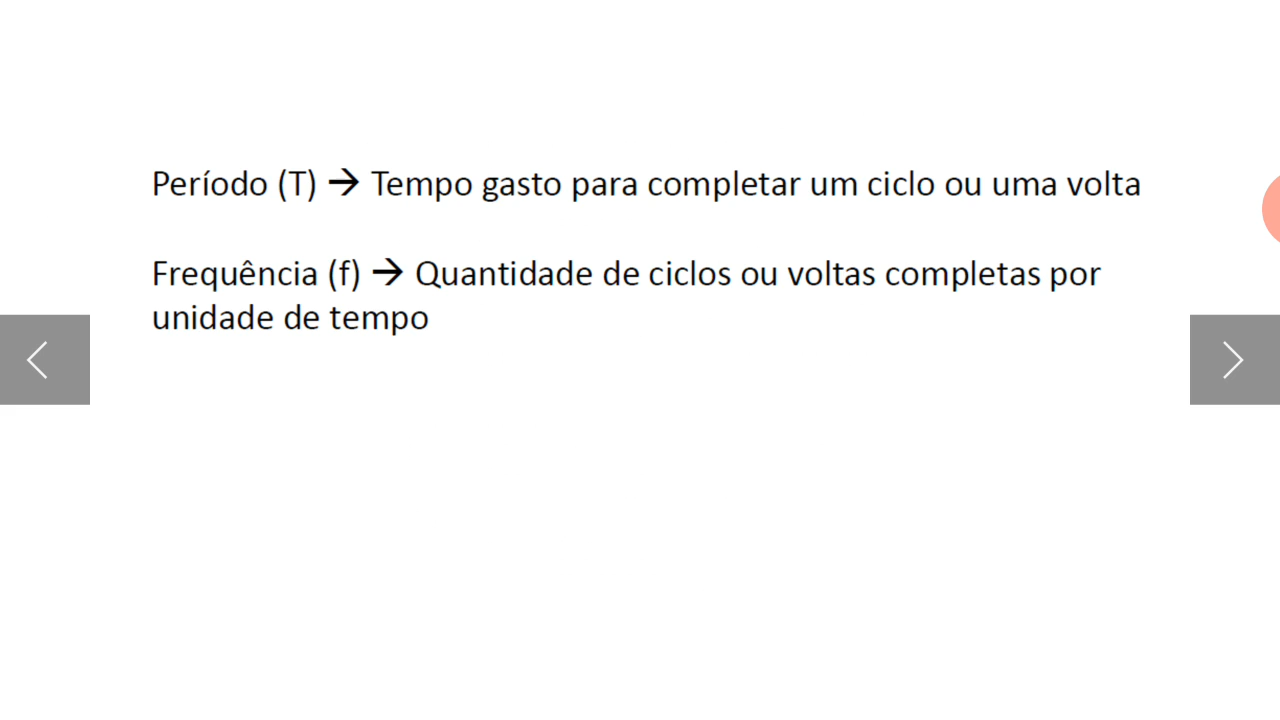 Período (T) → Tempo gasto para completar um ciclo ou uma volta
Frequência (f) → Quantidade de ciclos ou voltas completas por
unidade de tempo